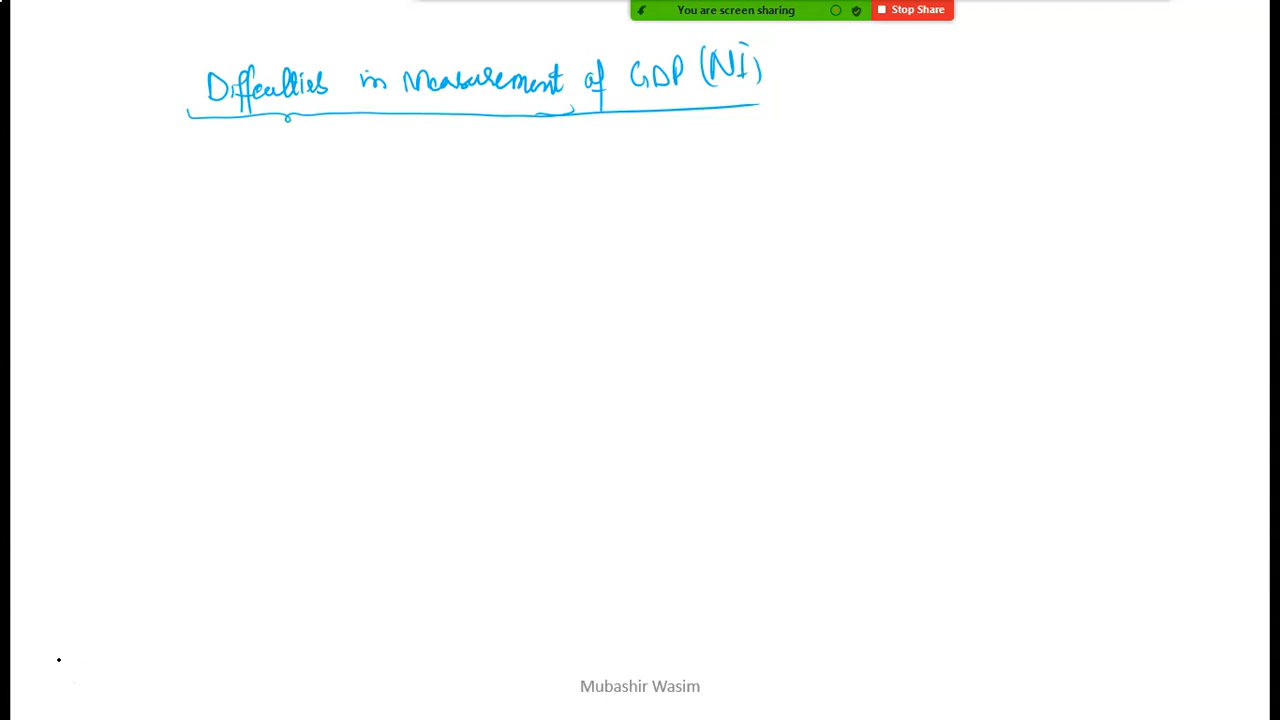 You are screen sharing Stop Share
Difficulties in Measurement of GDP (NI)
Mubashir Wasim